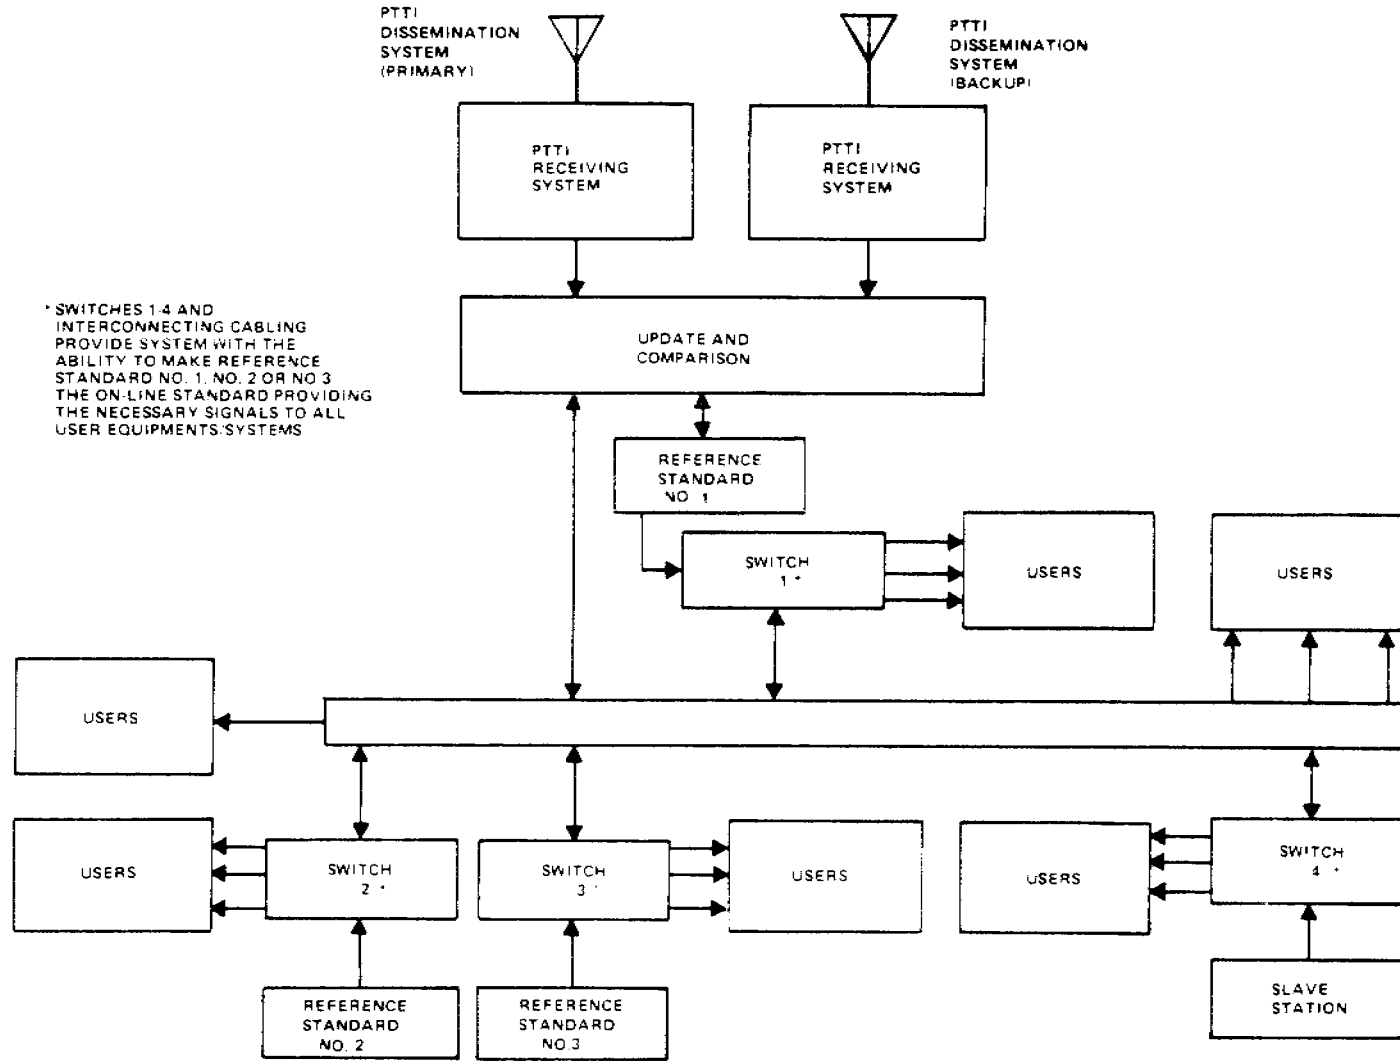 PTTI
DISSEMINATION
SYSTEM
(PRIMARY)
PTTI
DISSEMINATION
SYSTEM
(BACKUP)
PTTI
RECEIVING
SYSTEM
PTTI
RECEIVING
SYSTEM
* SWITCHES 1-4 AND
INTERCONNECTING CABLING
PROVIDE SYSTEM WITH THE
ABILITY TO MAKE REFERENCE
STANDARD NO. 1, NO. 2 OR NO 3
THE ON-LINE STANDARD PROVIDING
THE NECESSARY SIGNALS TO ALL
USER EQUIPMENTS/SYSTEMS
UPDATE AND
COMPARISON
REFERENCE
STANDARD
NO. 1
SWITCH
1 *
USERS
USERS
USERS
USERS
SWITCH
2 *
SWITCH
3 *
USERS
USERS
SWITCH
4 *
REFERENCE
STANDARD
NO. 2
REFERENCE
STANDARD
NO.3
SLAVE
STATION